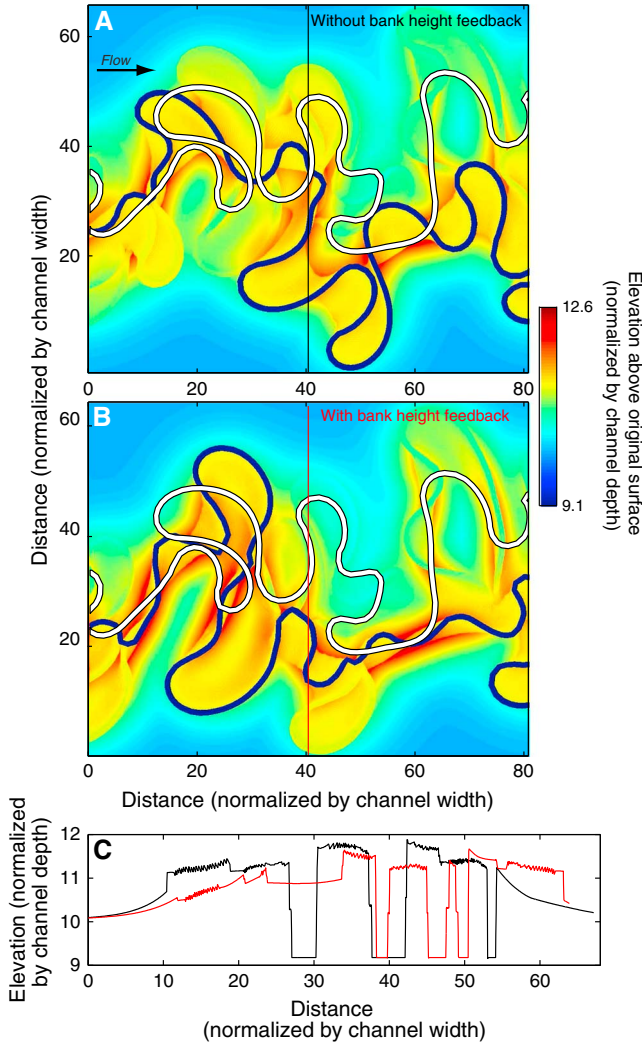 A
Without bank height feedback
Flow
60
40
20
0
20
40
60
80
Distance (normalized by channel width)
B
With bank height feedback
60
40
20
0
0
20
40
60
80
Distance (normalized by channel width)
12.6
9.1
Elevation above original surface
(normalized by channel depth)
C
12
11
10
9
0
10
20
30
40
50
60
Elevation (normalized
by channel depth)
Distance
(normalized by channel width)